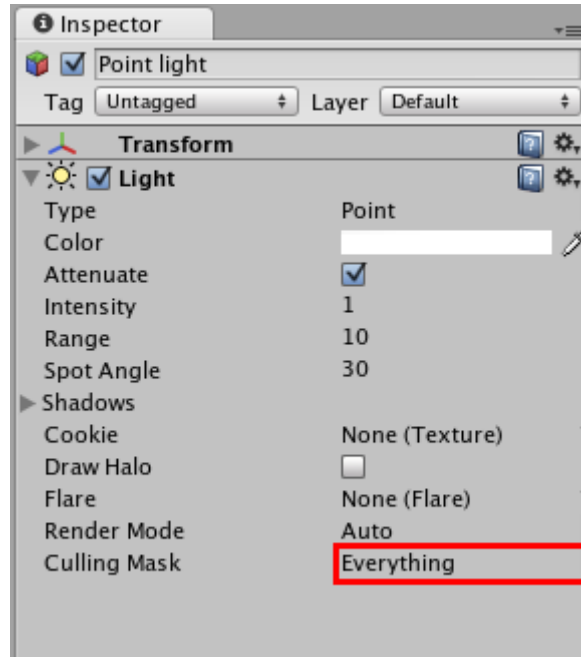 Inspector
Point light
Tag Untagged Layer Default
Transform
Light
Type Point
Color
Attenuate
Intensity 1
Range 10
Spot Angle 30
Shadows
Cookie None (Texture)
Draw Halo
Flare None (Flare)
Render Mode Auto
Culling Mask Everything